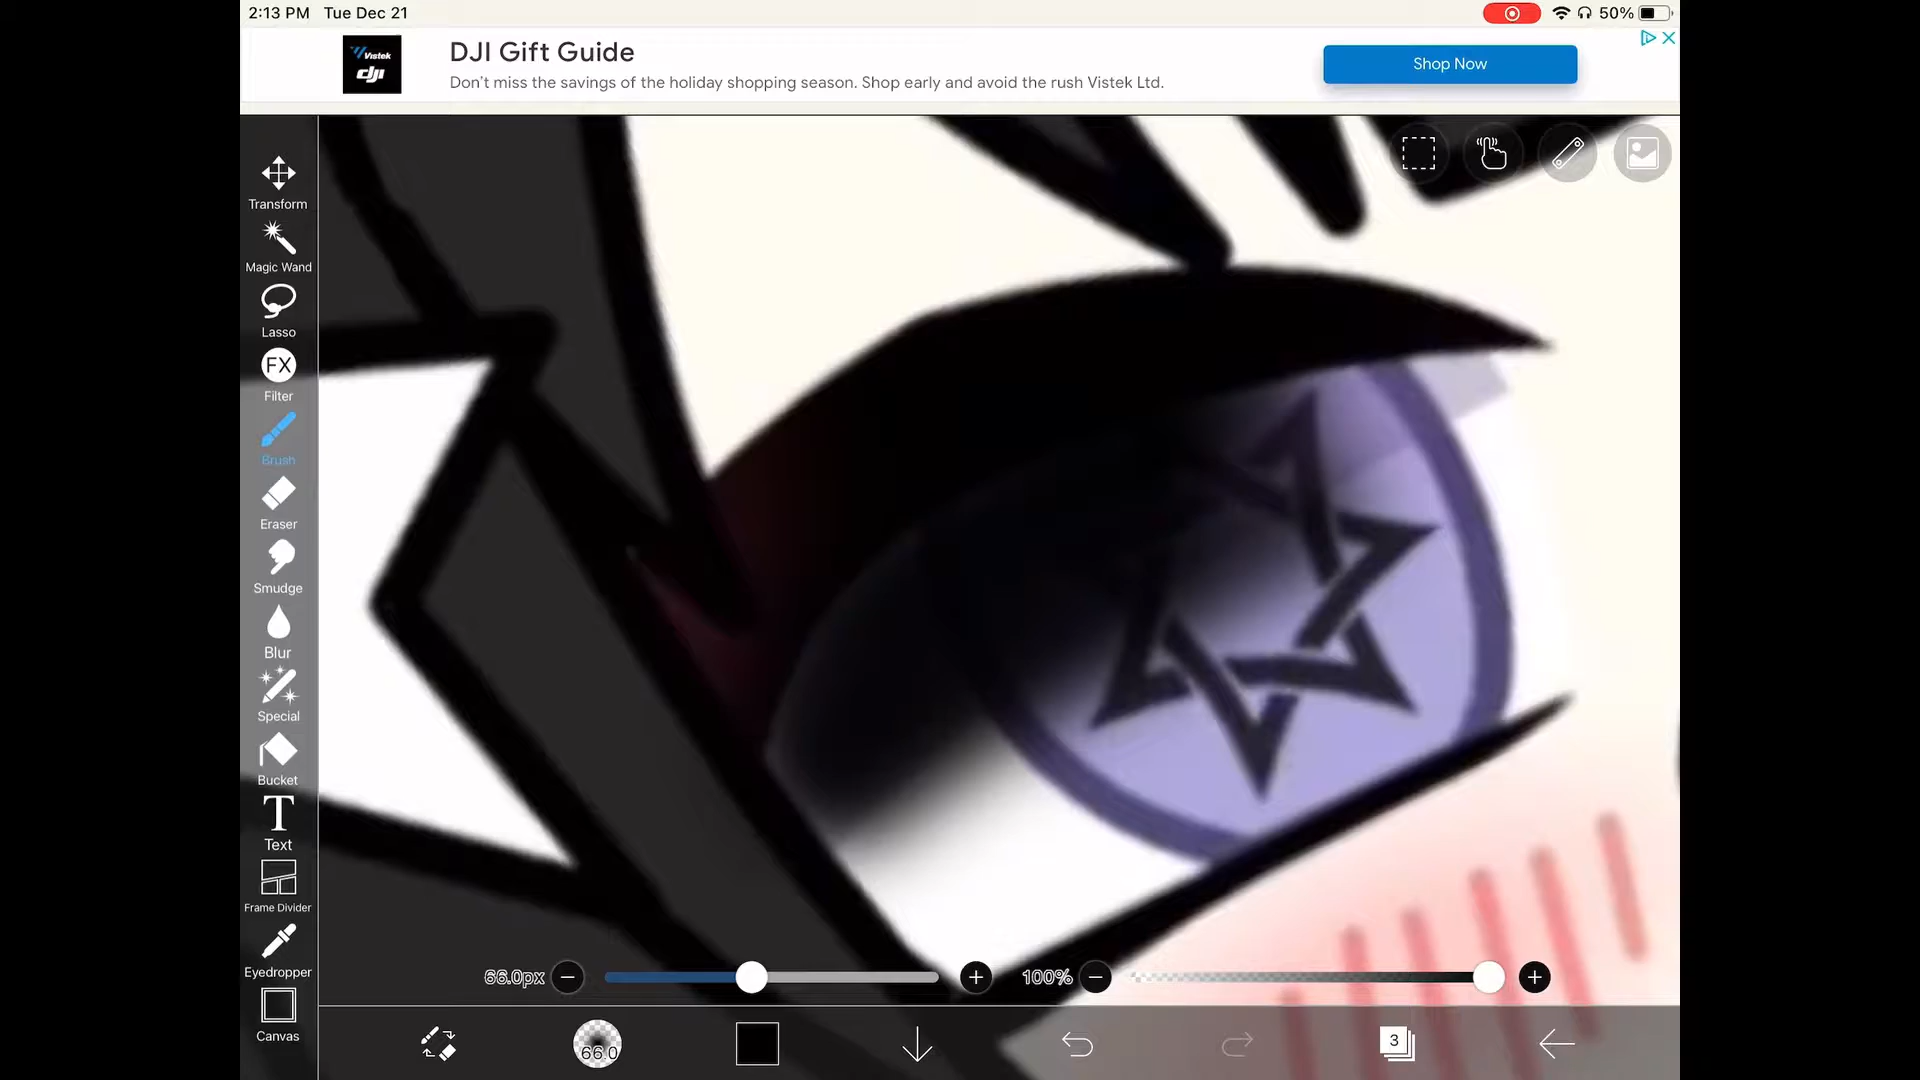 2:13 PM Tue Dec 21
50%
Vistek
dji
DJI Gift Guide
Don't miss the savings of the holiday shopping season. Shop early and avoid the rush Vistek Ltd.
Shop Now
Transform
Magic Wand
Lasso
FX
Filter
Brush
Eraser
Smudge
Blur
Special
Bucket
T
Text
Frame Divider
Eyedropper
Canvas
66.0px
100%
66.0
3